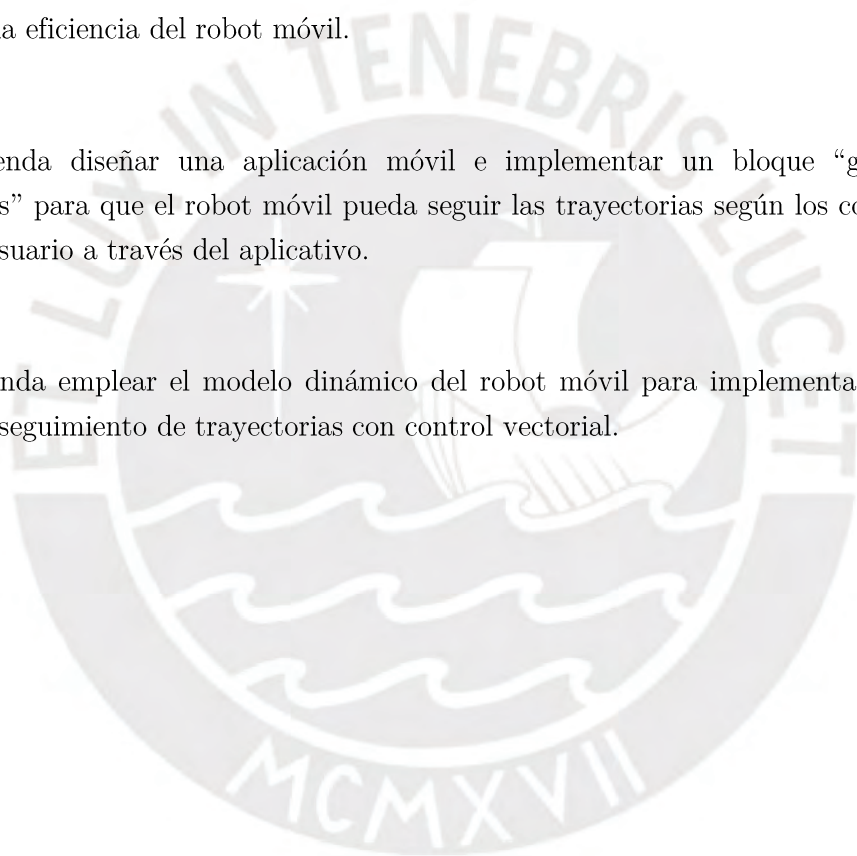 a eficiencia del robot móvil.
enda diseñar una aplicación móvil e implementar un bloque “g
s” para que el robot móvil pueda seguir las trayectorias según los co
suario a través del aplicativo.
nda emplear el modelo dinámico del robot móvil para implementa
seguimiento de trayectorias con control vectorial.
ET LUX IN TENEBRIS LUCET
MCMXVII